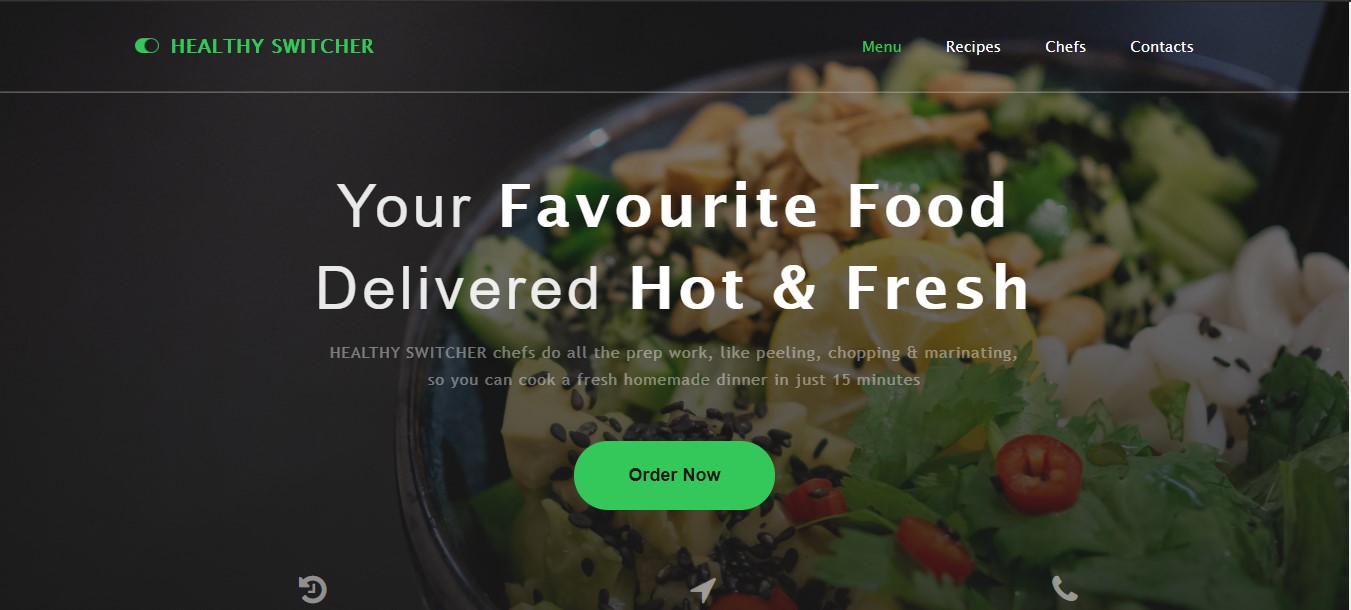 HEALTHY SWITCHER
Menu Recipes Chefs Contacts
Your Favourite Food
Delivered Hot & Fresh
HEALTHY SWITCHER chefs do all the prep work, like peeling, chopping & marinating,
so you can cook a fresh homemade dinner in just 15 minutes
Order Now